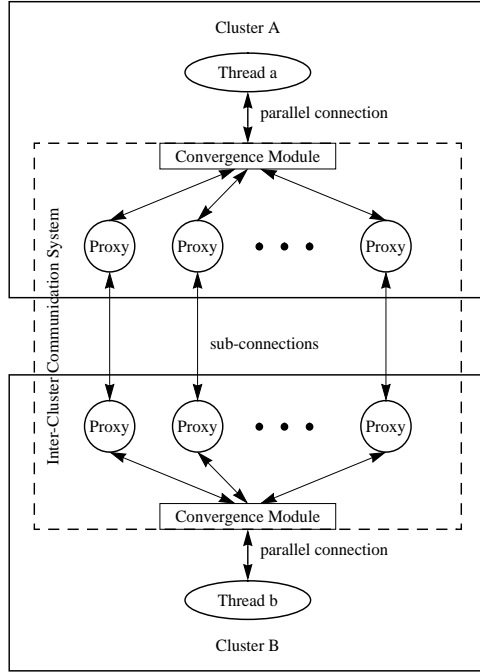 Cluster A
Thread a
parallel connection
Convergence Module
Proxy
Proxy
Proxy
Inter-Cluster Communication System
sub-connections
Proxy
Proxy
Proxy
Convergence Module
parallel connection
Thread b
Cluster B